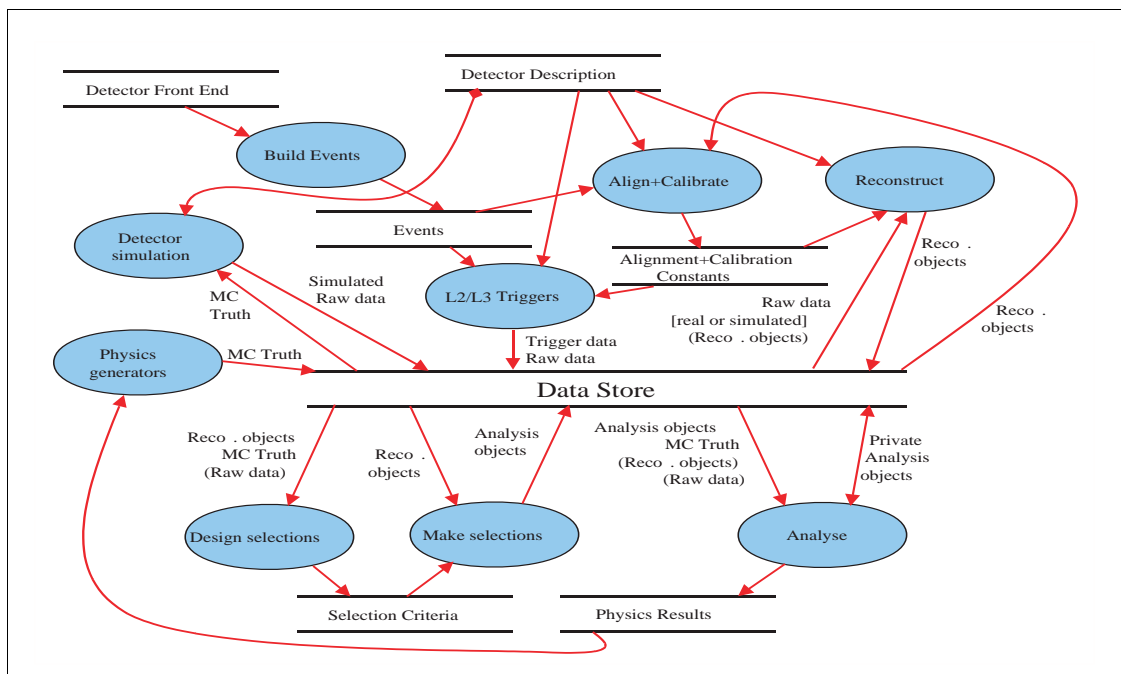 Detector Description
Detector Front End
Build Events
Align+Calibrate
Reconstruct
Events
Detector
simulation
Alignment+Calibration
Constants
Reco .
objects
Simulated
Raw data
L2/L3 Triggers
MC
Truth
Raw data
[real or simulated]
(Reco . objects)
Reco .
objects
Trigger data
Raw data
Physics
generators
MC Truth
Data Store
Reco . objects
MC Truth
(Raw data)
Reco .
objects
Analysis
objects
Analysis objects
MC Truth
(Reco . objects)
(Raw data)
Private
Analysis
objects
Design selections
Make selections
Analyse
Selection Criteria
Physics Results